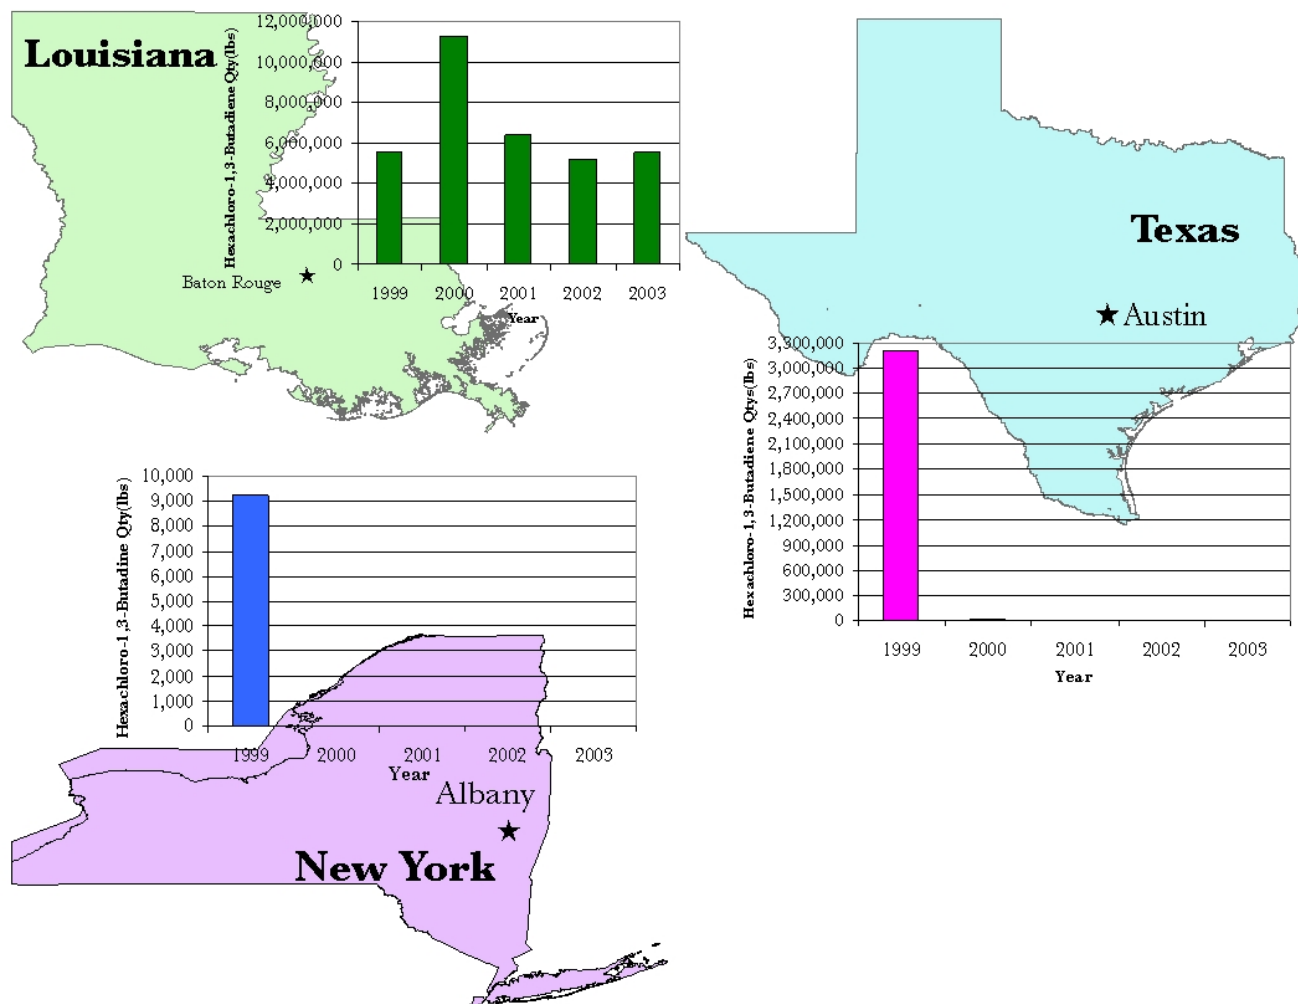 Louisiana
Hexachloro-1,3-Butadiene Qty(lbs)
12,000,000
10,000,000
8,000,000
6,000,000
4,000,000
2,000,000
0
1999 2000 2001 2002 2003
Year
Baton Rouge
Texas
Austin
Hexachloro-1,3-Butadiene Qtys(lbs)
3,300,000
3,000,000
2,700,000
2,400,000
2,100,000
1,800,000
1,500,000
1,200,000
900,000
600,000
300,000
0
1999 2000 2001 2002 2003
Year
Hexachloro-1,3-Butadine Qty(lbs)
10,000
9,000
8,000
7,000
6,000
5,000
4,000
3,000
2,000
1,000
0
1999 2000 2001 2002 2003
Year
Albany
New York